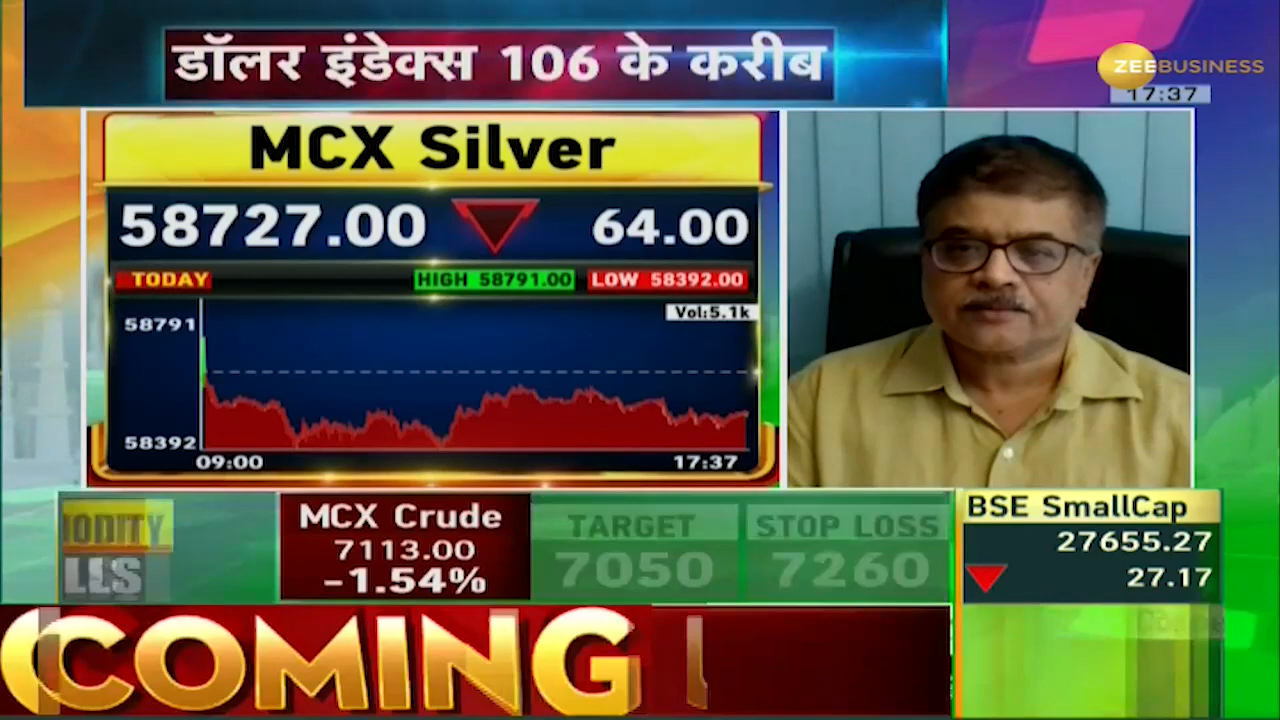 डॉलर इंडेक्स 106 के करीब
ZEEBUSINESS
17:37
MCX Silver
58727.00 64.00
TODAY HIGH 58791.00 LOW 58392.00
Vol:5.1k
58791
58392
09:00 17:37
MCX Crude
7113.00
-1.54%
TARGET
7050
STOP LOSS
7260
BSE SmallCap
27655.27
27.17
COMING